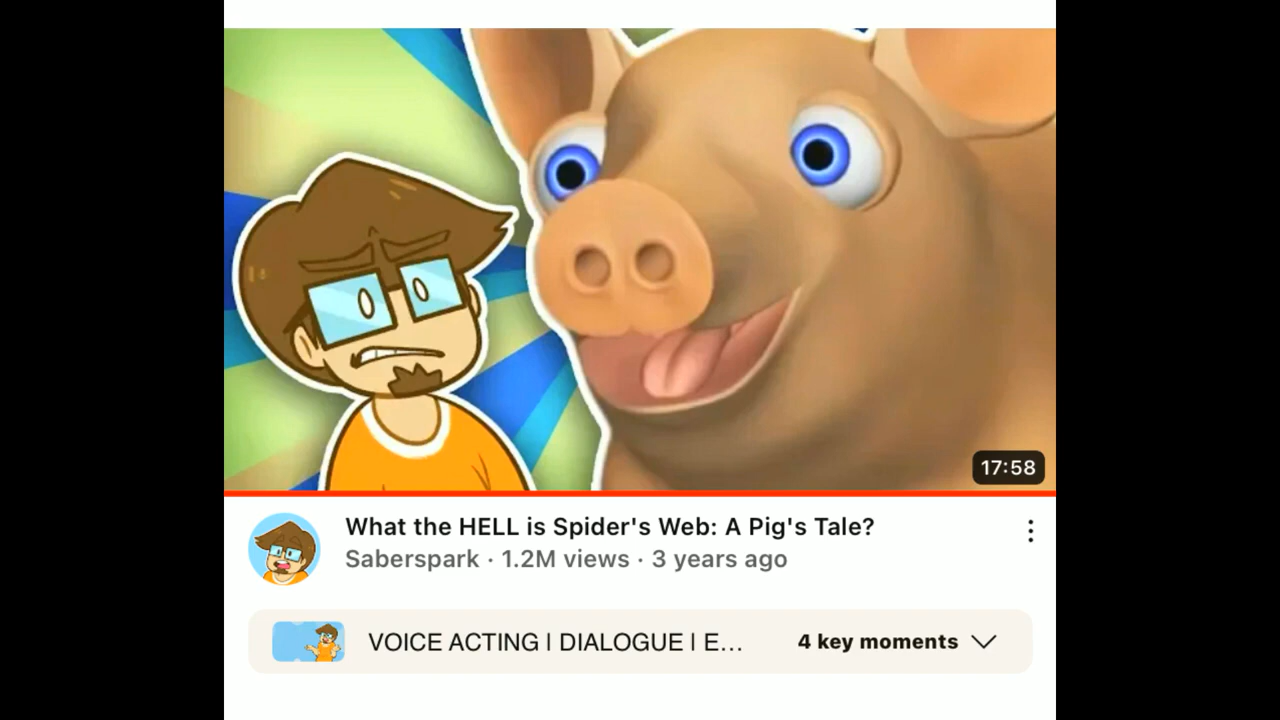 17:58
What the HELL is Spider's Web: A Pig's Tale?
Saberspark · 1.2M views · 3 years ago
VOICE ACTING | DIALOGUE | E... 4 key moments